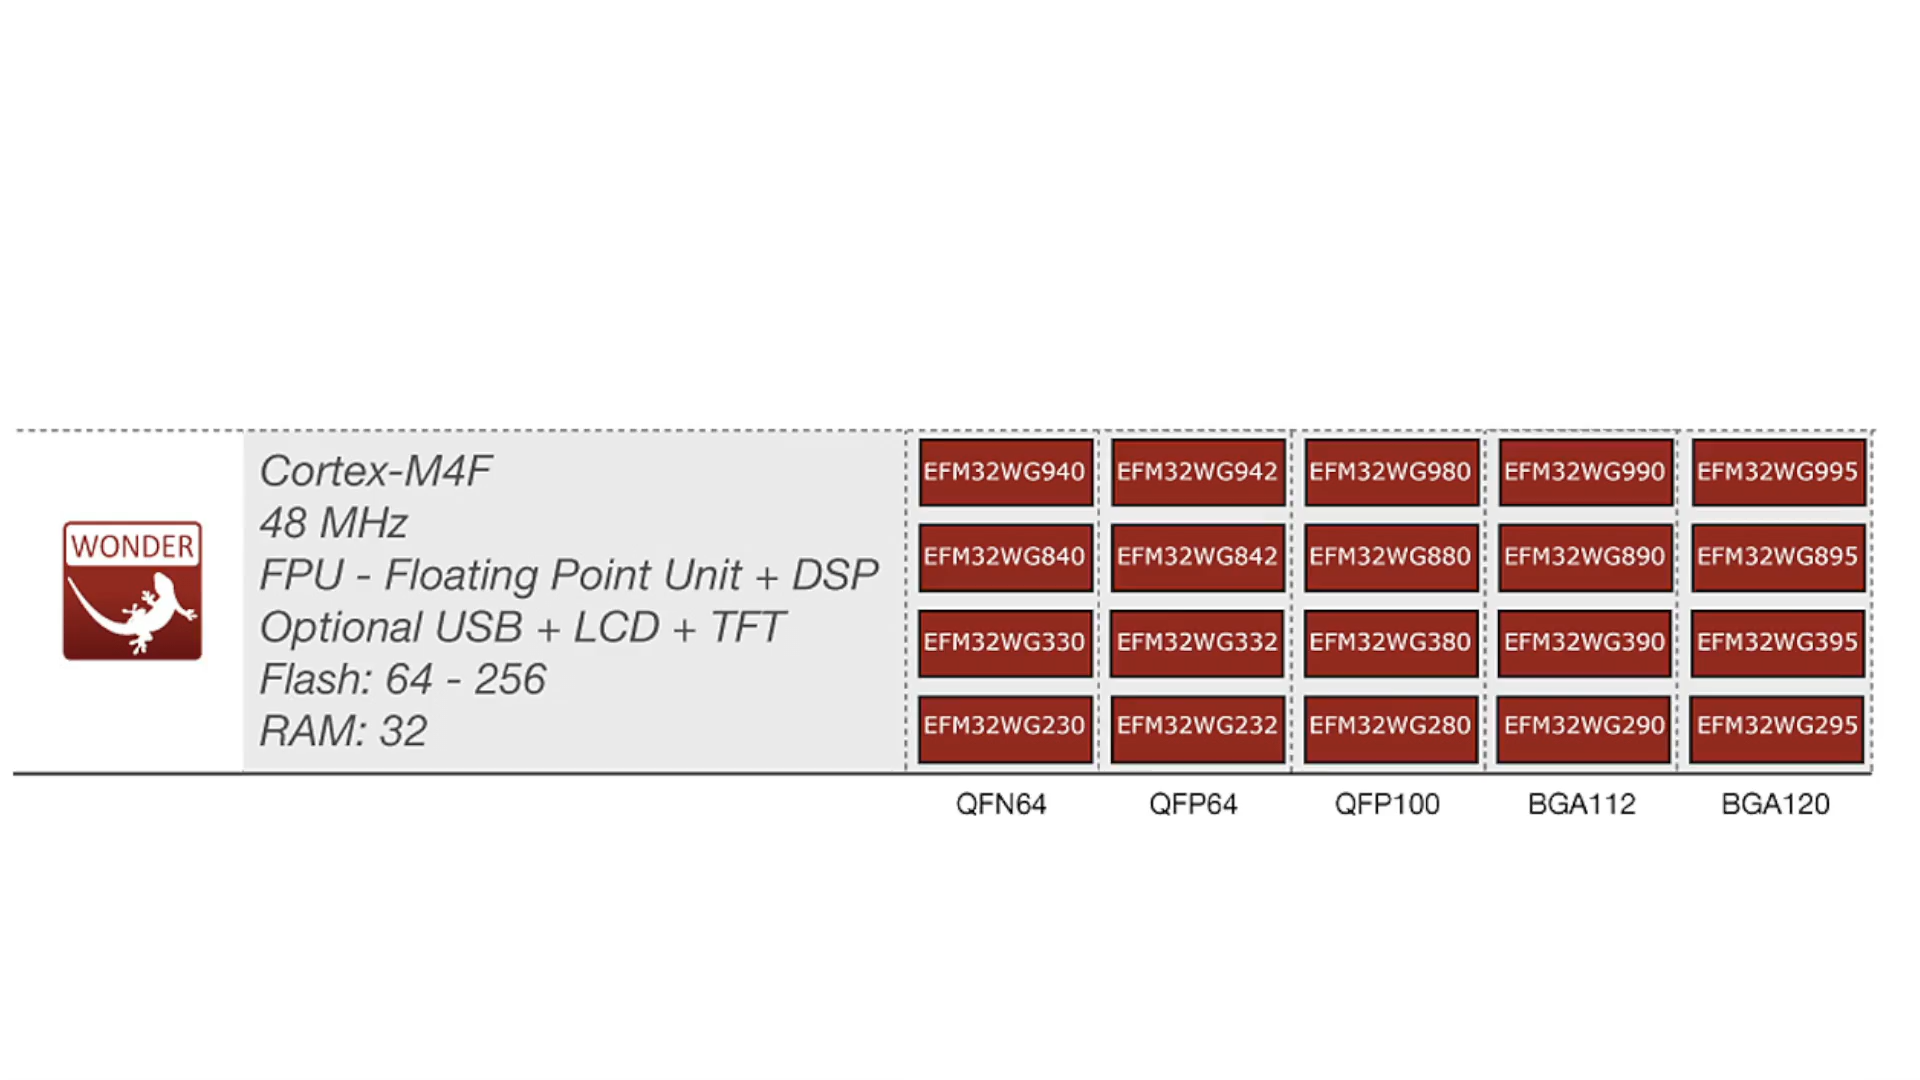 WONDER
Cortex-M4F
48 MHz
FPU - Floating Point Unit + DSP
Optional USB + LCD + TFT
Flash: 64 - 256
RAM: 32
EFM32WG940 EFM32WG942 EFM32WG980 EFM32WG990 EFM32WG995
EFM32WG840 EFM32WG842 EFM32WG880 EFM32WG890 EFM32WG895
EFM32WG330 EFM32WG332 EFM32WG380 EFM32WG390 EFM32WG395
EFM32WG230 EFM32WG232 EFM32WG280 EFM32WG290 EFM32WG295
QFN64 QFP64 QFP100 BGA112 BGA120